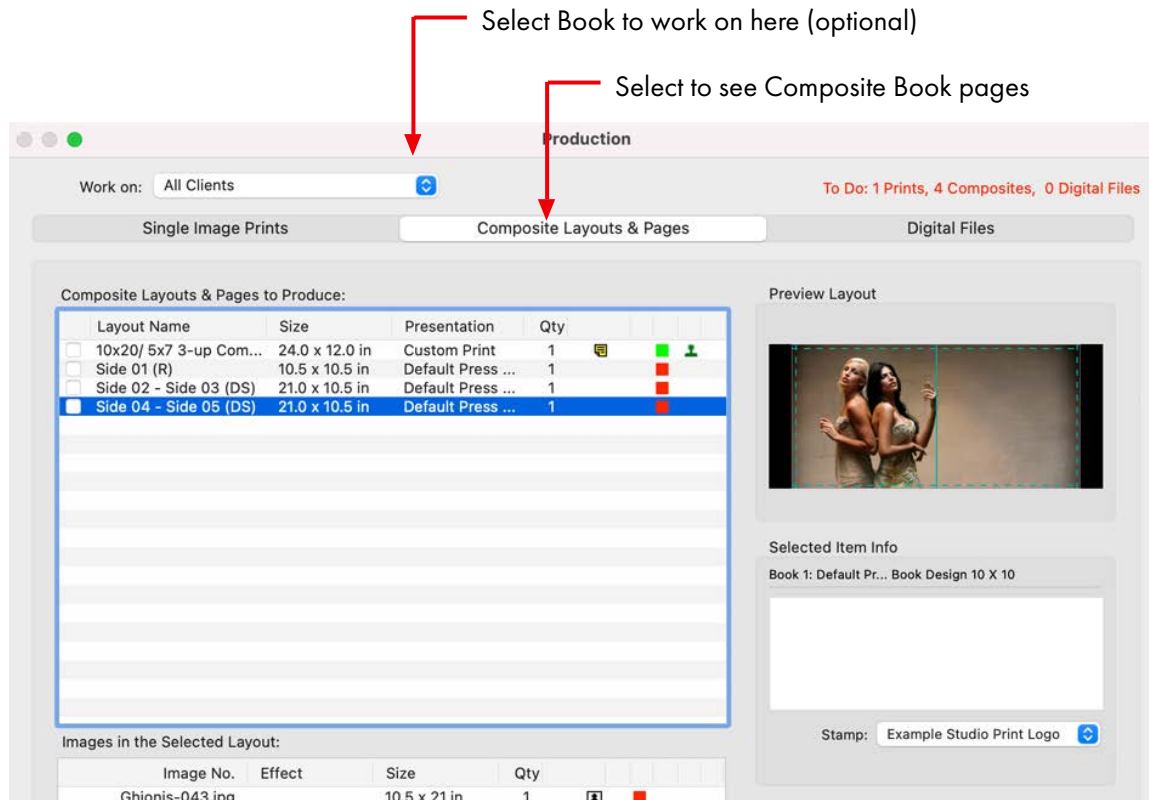 Select Book to work on here (optional)
Select to see Composite Book pages
Production
Work on: All Clients
To Do: 1 Prints, 4 Composites, 0 Digital Files
Single Image Prints Composite Layouts & Pages Digital Files
Composite Layouts & Pages to Produce:
Preview Layout
Layout Name Size Presentation Qty
10x20/ 5x7 3-up Com... 24.0 x 12.0 in Custom Print 1
Side 01 (R) 10.5 x 10.5 in Default Press ... 1
Side 02 - Side 03 (DS) 21.0 x 10.5 in Default Press ... 1
Side 04 - Side 05 (DS) 21.0 x 10.5 in Default Press ... 1
Selected Item Info
Book 1: Default Pr... Book Design 10 X 10
Stamp: Example Studio Print Logo
Images in the Selected Layout:
Image No. Effect Size Qty
Ghionis-043.jpg 10.5 x 21 in 1